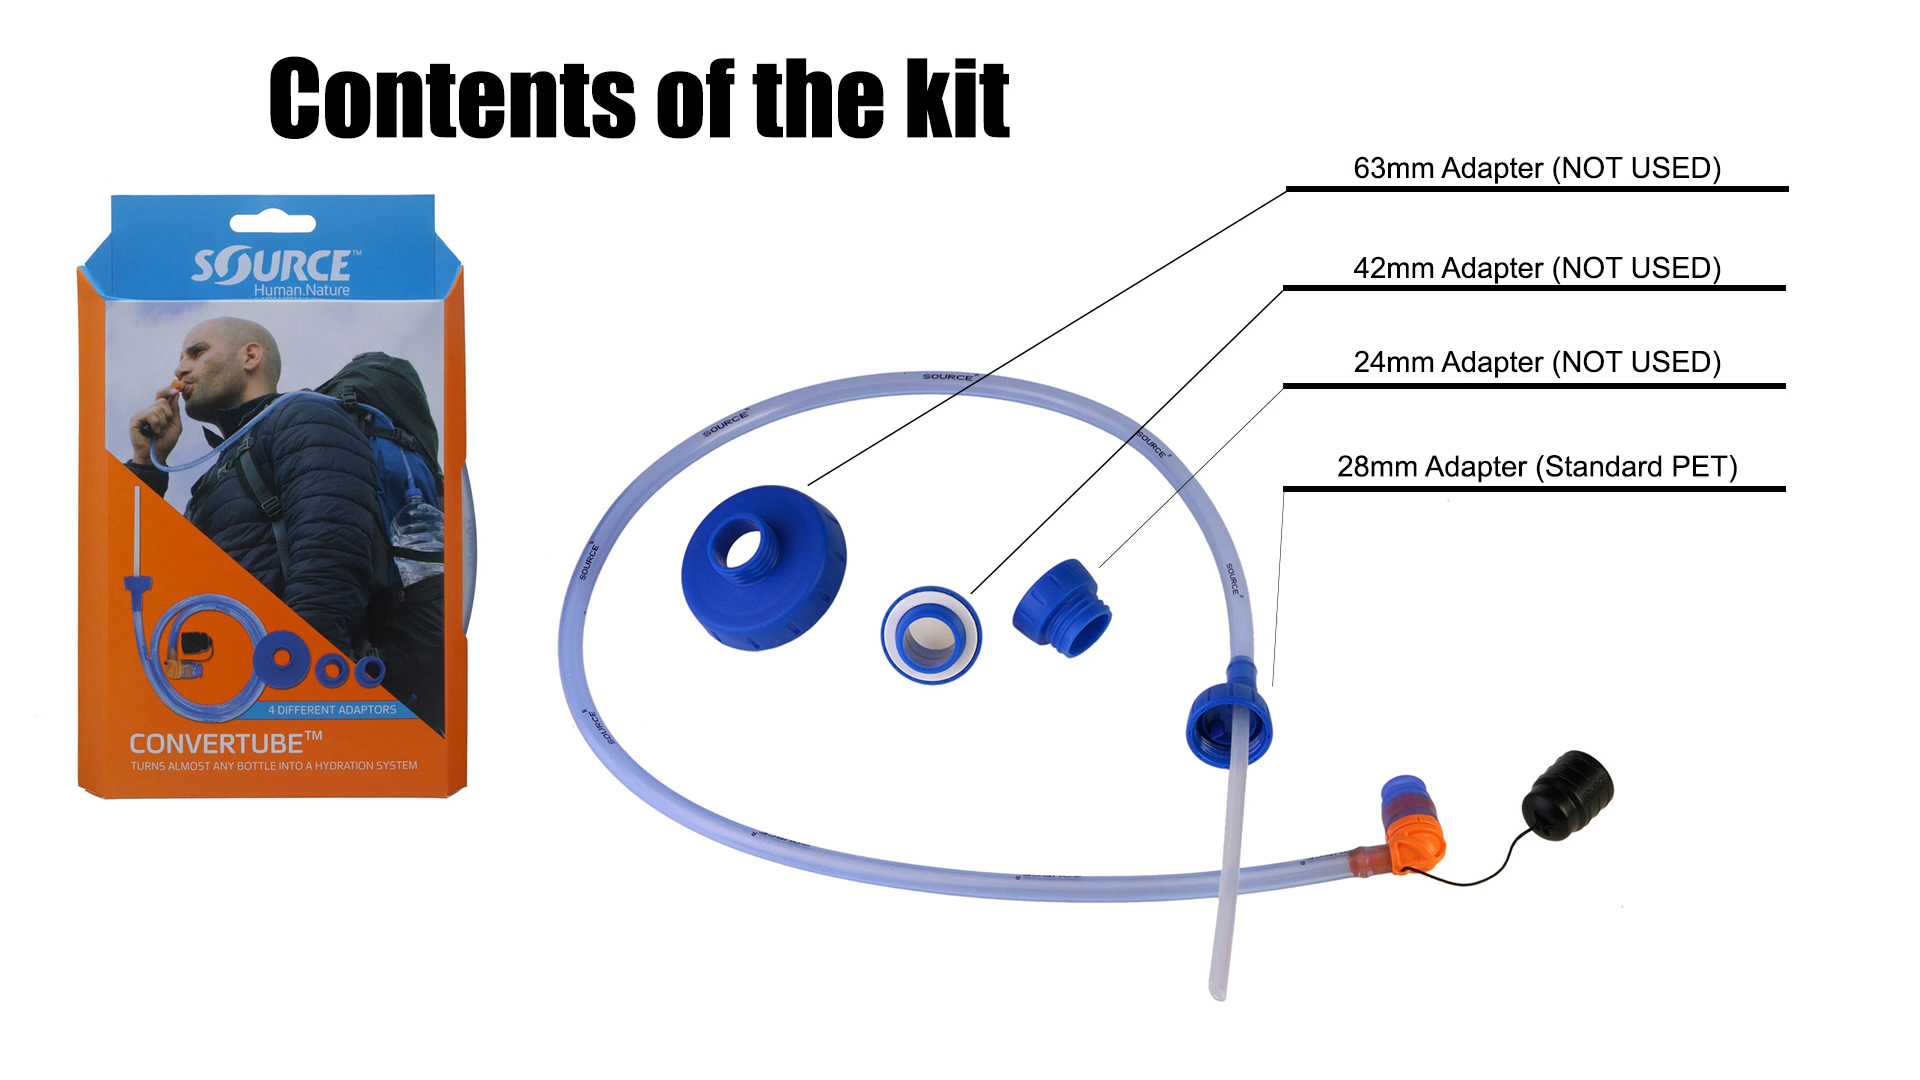 Contents of the kit
63mm Adapter (NOT USED)
42mm Adapter (NOT USED)
24mm Adapter (NOT USED)
28mm Adapter (Standard PET)
SOURCE™
Human.Nature
4 DIFFERENT ADAPTORS
CONVERTUBE™
TURNS ALMOST ANY BOTTLE INTO A HYDRATION SYSTEM
SOURCE
SOURCE
SOURCE
SOURCE
SOURCE
SOURCE